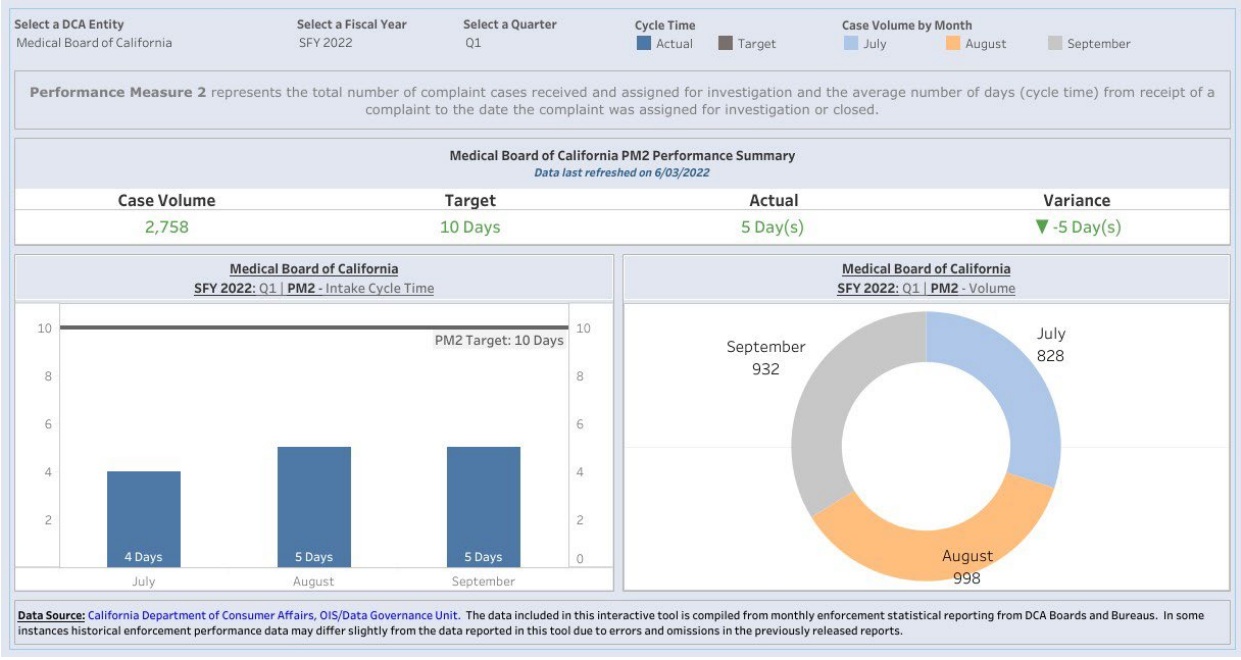 Select a DCA Entity
Medical Board of California
Select a Fiscal Year
SFY 2022
Select a Quarter
Q1
Cycle Time
Actual
Target
Case Volume by Month
July
August
September
Performance Measure 2 represents the total number of complaint cases received and assigned for investigation and the average number of days (cycle time) from receipt of a
complaint to the date the complaint was assigned for investigation or closed.
Medical Board of California PM2 Performance Summary
Data last refreshed on 6/03/2022
Case Volume
Target
Actual
Variance
2,758
10 Days
5 Day(s)
▼ -5 Day(s)
Medical Board of California
SFY 2022: Q1 | PM2 - Intake Cycle Time
10
8
6
4
2
PM2 Target: 10 Days
4 Days
5 Days
5 Days
10
8
6
4
2
0
July
August
September
Medical Board of California
SFY 2022: Q1 | PM2 - Volume
July
828
September
932
August
998
Data Source: California Department of Consumer Affairs, OIS/Data Governance Unit. The data included in this interactive tool is compiled from monthly enforcement statistical reporting from DCA Boards and Bureaus. In some
instances historical enforcement performance data may differ slightly from the data reported in this tool due to errors and omissions in the previously released reports.